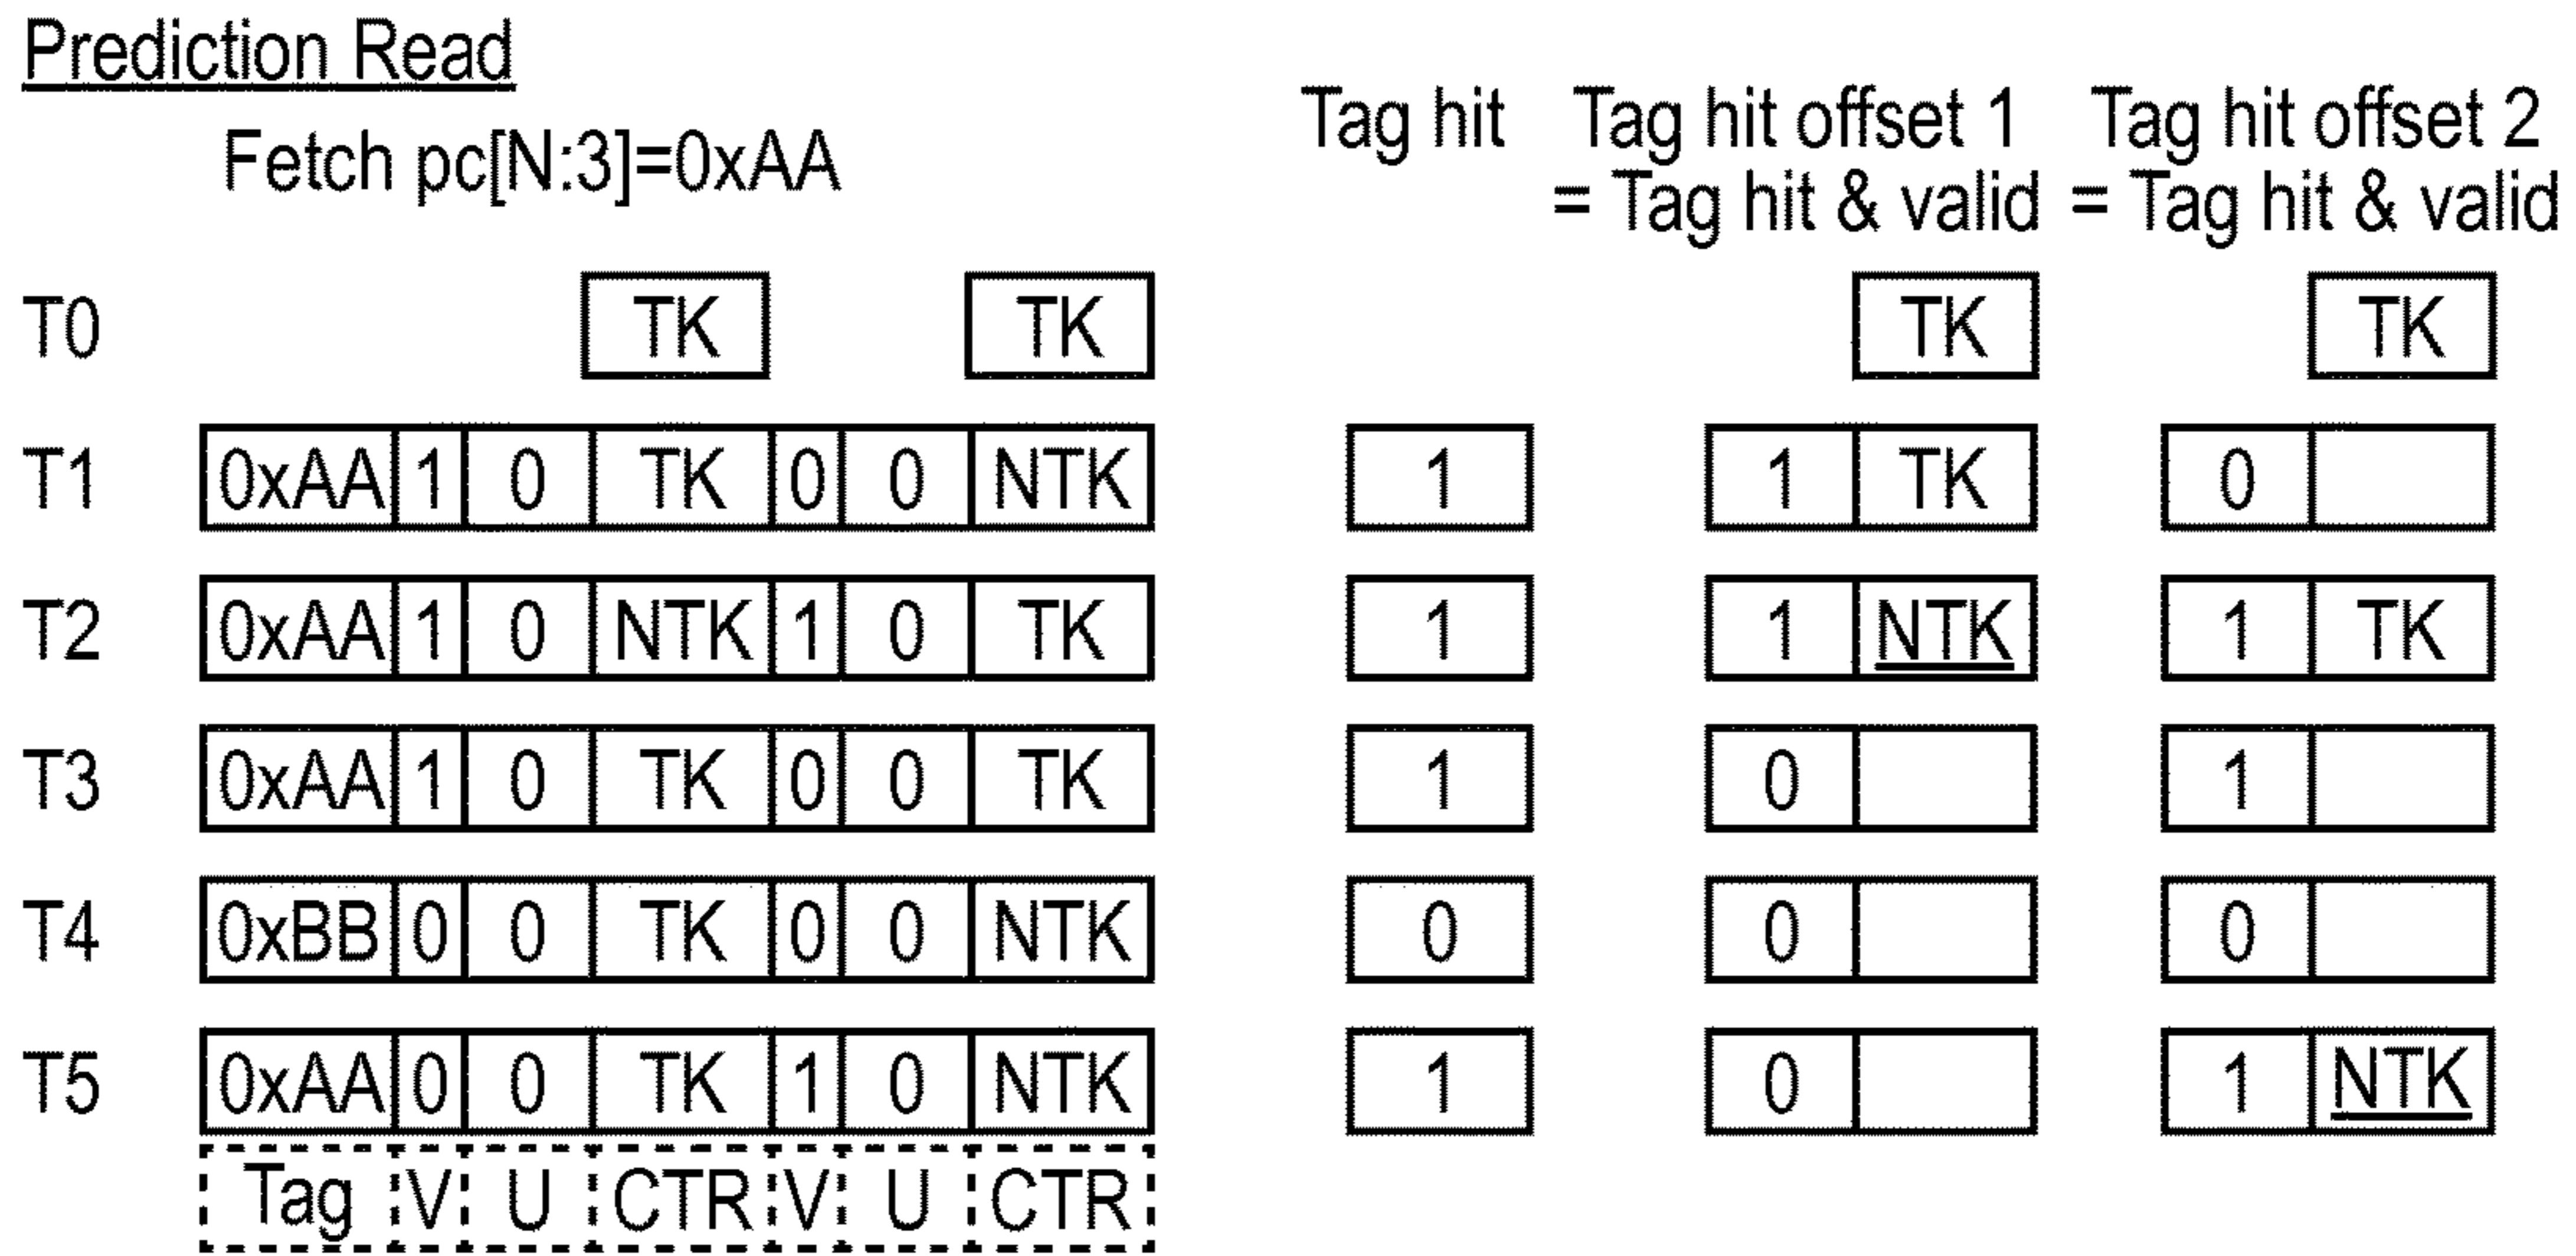 Prediction Read
Fetch pc[N:3]=0xAA
Tag hit Tag hit offset 1 Tag hit offset 2
= Tag hit & valid = Tag hit & valid
T0 TK TK TK TK
T1 0xAA 1 0 TK 0 0 NTK 1 1 TK 0
T2 0xAA 1 0 NTK 1 0 TK 1 1 NTK 1 TK
T3 0xAA 1 0 TK 0 0 TK 1 0 1
T4 0xBB 0 0 TK 0 0 NTK 0 0 0
T5 0xAA 0 0 TK 1 0 NTK 1 0 1 NTK
Tag V U CTR V U CTR